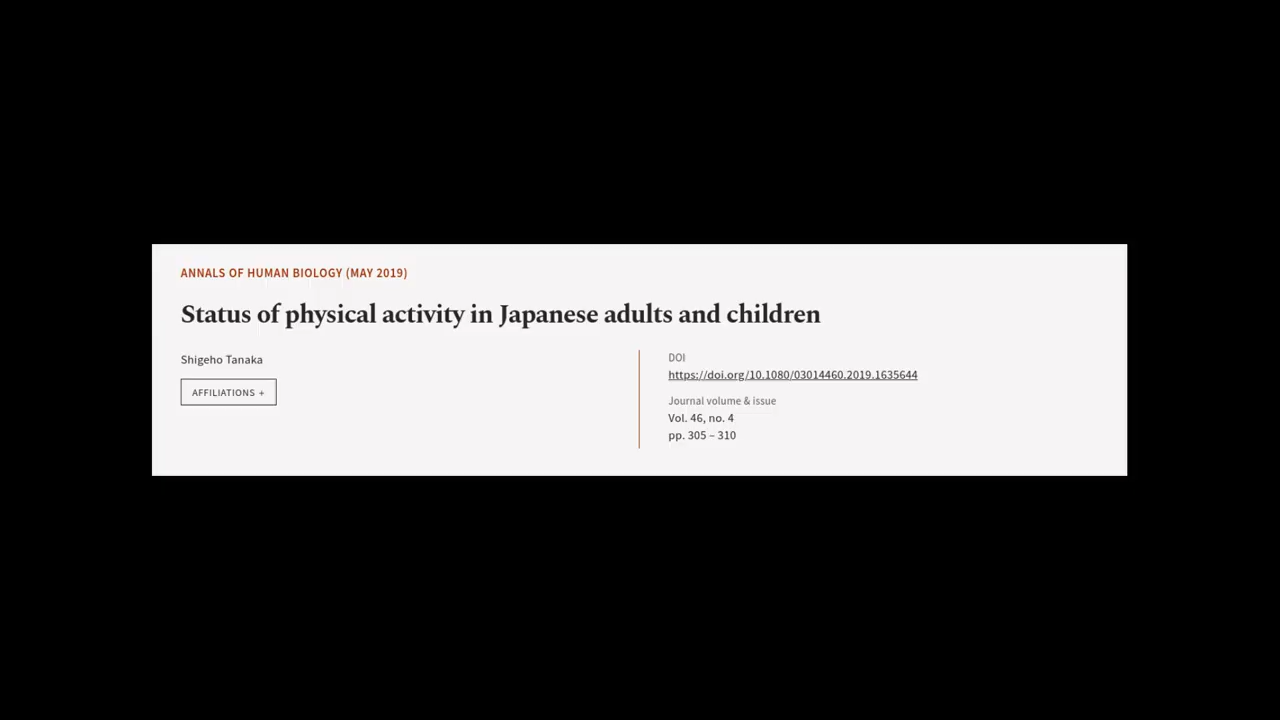 ANNALS OF HUMAN BIOLOGY (MAY 2019)
Status of physical activity in Japanese adults and children
Shigeho Tanaka
AFFILIATIONS +
DOI
https://doi.org/10.1080/03014460.2019.1635644
Journal volume & issue
Vol. 46, no. 4
pp. 305 – 310